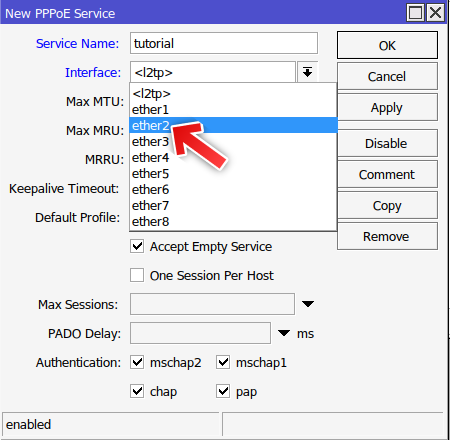 New PPPoE Service
Service Name: tutorial
OK
Interface: <l2tp>
Cancel
<l2tp>
Max MTU: ether1
Apply
ether2
Max MRU: ether3
Disable
MRRU: ether4
ether5
Comment
Keepalive Timeout: ether6
ether7
Copy
Default Profile: ether8
Remove
Accept Empty Service
One Session Per Host
Max Sessions:
PADO Delay: ms
Authentication: mschap2 mschap1
chap pap
enabled